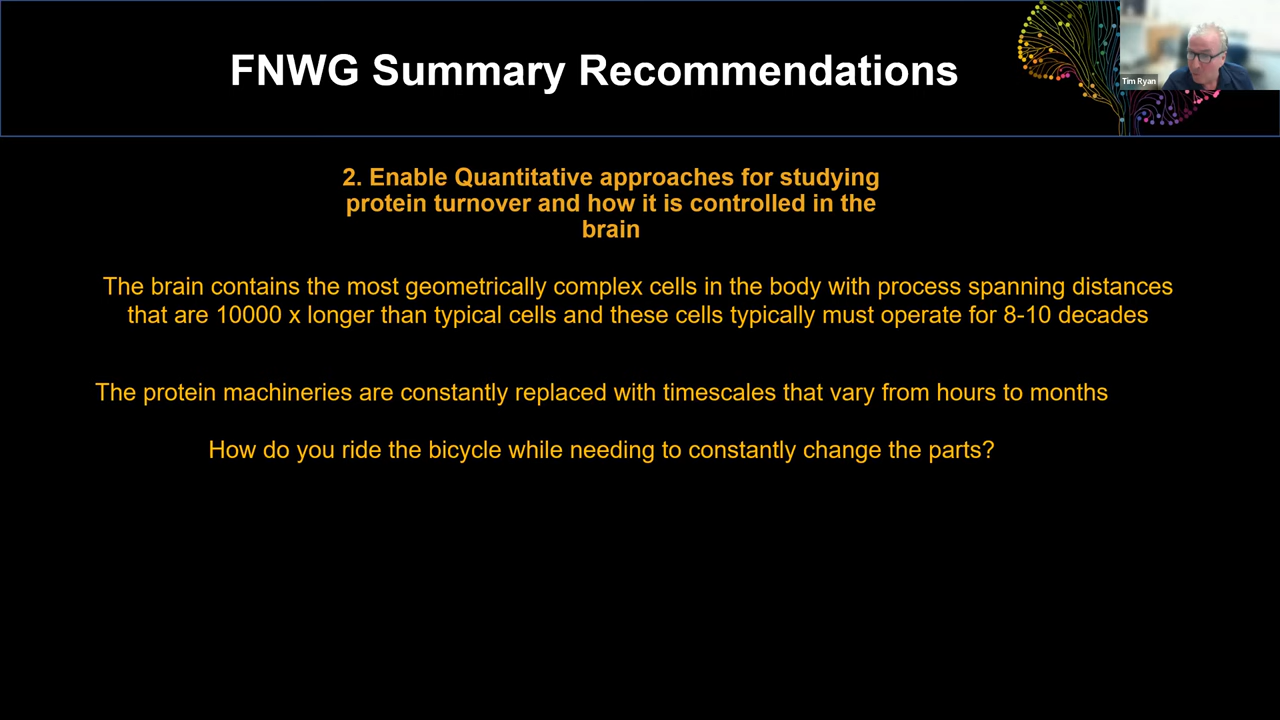 FNWG Summary Recommendations
Tim Ryan
2. Enable Quantitative approaches for studying
protein turnover and how it is controlled in the
brain
The brain contains the most geometrically complex cells in the body with process spanning distances
that are 10000 x longer than typical cells and these cells typically must operate for 8-10 decades
The protein machineries are constantly replaced with timescales that vary from hours to months
How do you ride the bicycle while needing to constantly change the parts?